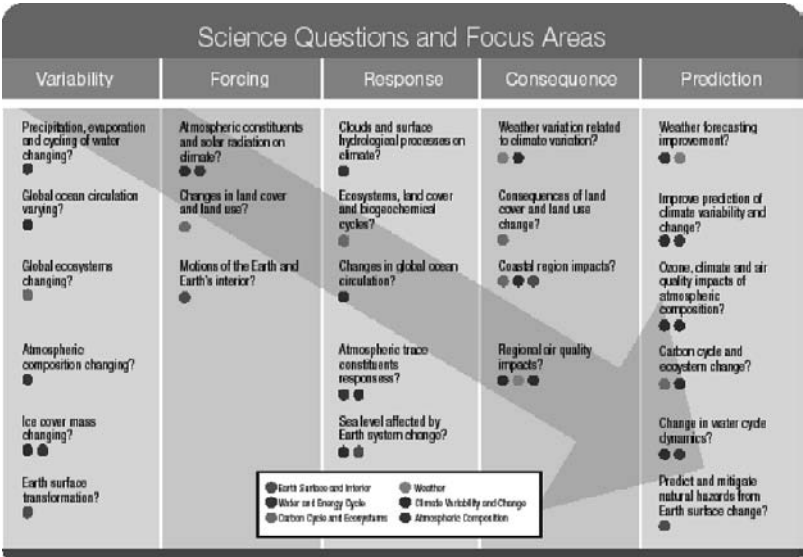 Science Questions and Focus Areas
Variability
Forcing
Response
Consequence
Prediction
Precipitation, evaporation
and cycling of water
changing?
Global ocean circulation
varying?
Global ecosystems
changing?
Atmospheric
composition changing?
Ice cover mass
changing?
Earth surface
transformation?
Atmospheric constituents
and solar radiation on
climate?
Changes in land cover
and land use?
Motions of the Earth and
Earth's interior?
Clouds and surface
hydrological processes on
climate?
Ecosystems, land cover
and biogeochemical
cycles?
Changes in global ocean
circulation?
Atmospheric trace
constituents
responsess?
Sea level affected by
Earth system change?
Weather variation related
to climate variation?
Consequences of land
cover and land use
change?
Coastal region impacts?
Regional air quality
impacts?
Weather forecasting
improvement?
Improve prediction of
climate variability and
change?
Ozone, climate and air
quality impacts of
atmospheric
composition?
Carbon cycle and
ecosystem change?
Change in water cycle
dynamics?
Predict and mitigate
natural hazards from
Earth surface change?
Earth Surface and Interior
Water and Energy Cycle
Carbon Cycle and Ecosystems
Weather
Climate Variability and Change
Atmospheric Composition